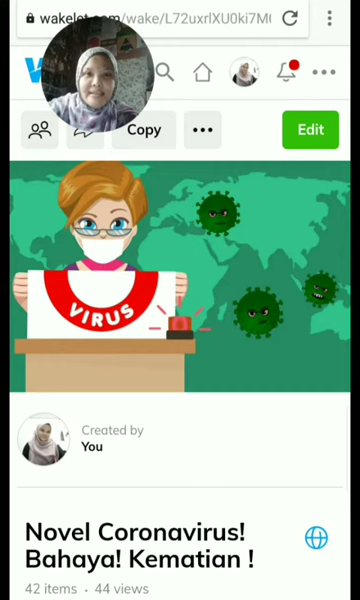 wakelet.com/wake/L72uxrlXU0ki7M
Copy
Edit
VIRUS
Created by
You
Novel Coronavirus!
Bahaya! Kematian !
42 items · 44 views